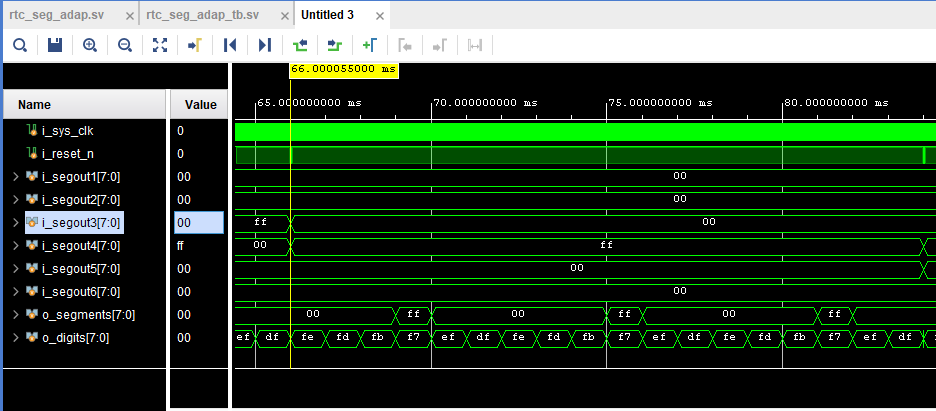 rtc_seg_adap.sv × rtc_seg_adap_tb.sv × Untitled 3 ×
66.000055000 ms
Name Value
65.000000000 ms 70.000000000 ms 75.000000000 ms 80.000000000 ms
i_sys_clk 0
i_reset_n 0
i_segout1[7:0] 00 00
i_segout2[7:0] 00 00
i_segout3[7:0] 00 ff 00
i_segout4[7:0] ff 00 ff
i_segout5[7:0] 00 00
i_segout6[7:0] 00 00
o_segments[7:0] 00 00 ff 00 ff 00 ff
o_digits[7:0] 00 ef df fe fd fb f7 ef df fe fd fb f7 ef df fe fd fb f7 ef df